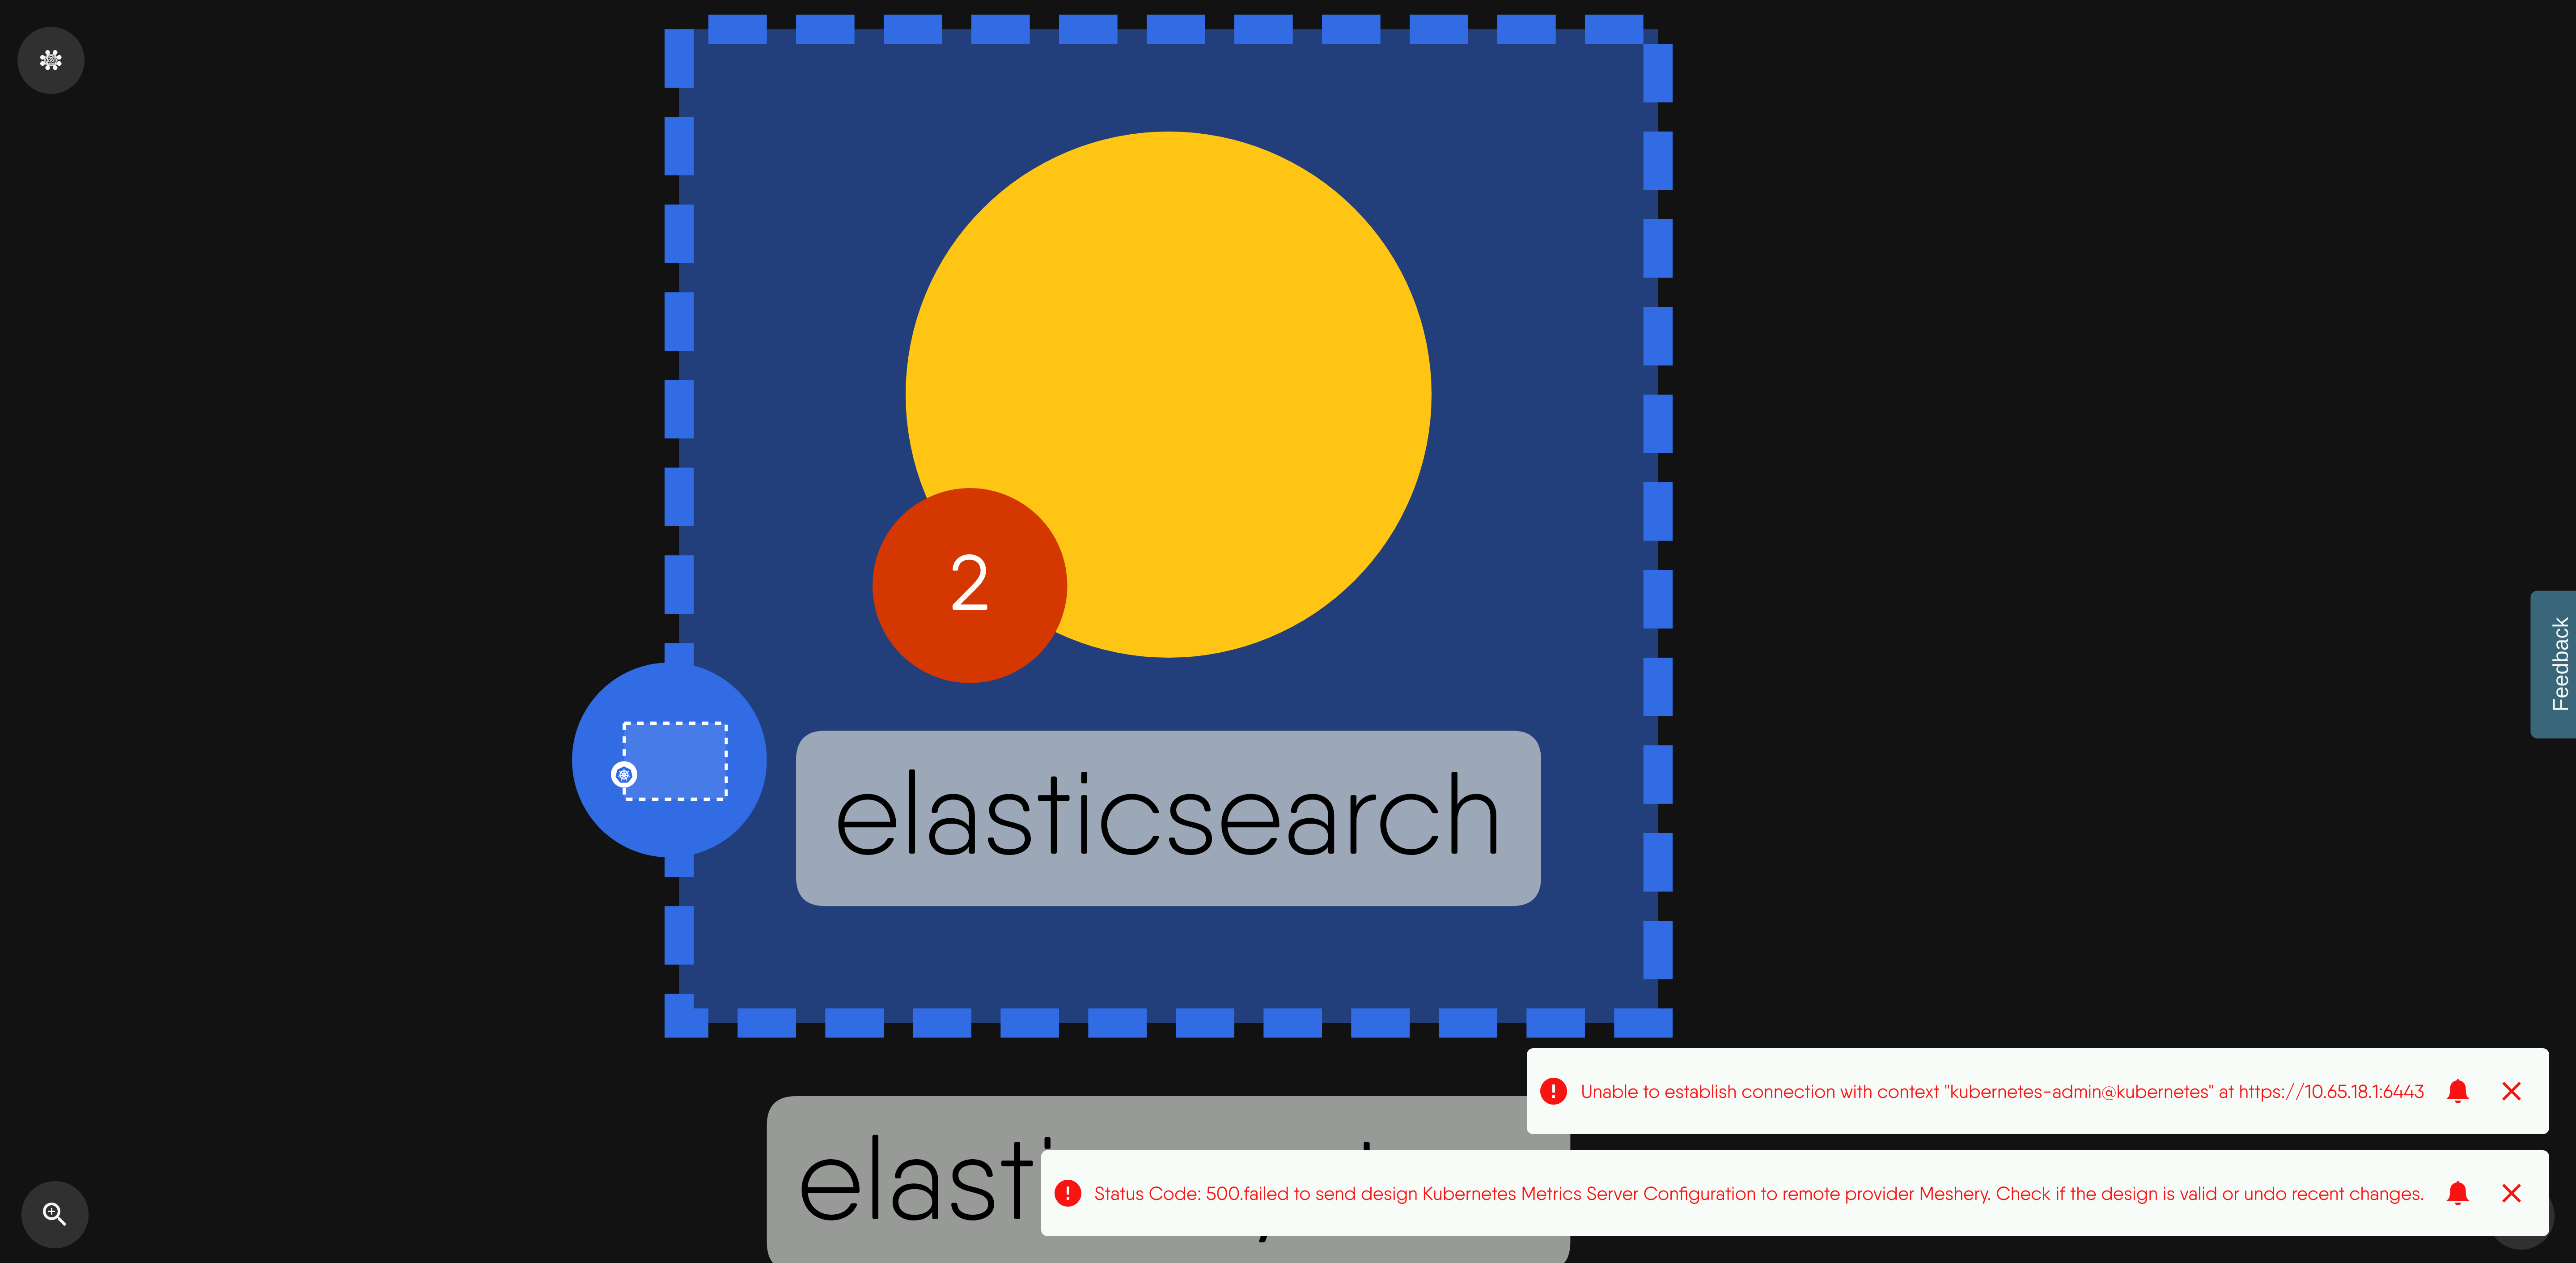 2
elasticsearch
Feedback
Unable to establish connection with context "kubernetes-admin@kubernetes" at https://10.65.18.1:6443
Status Code: 500.failed to send design Kubernetes Metrics Server Configuration to remote provider Meshery. Check if the design is valid or undo recent changes.